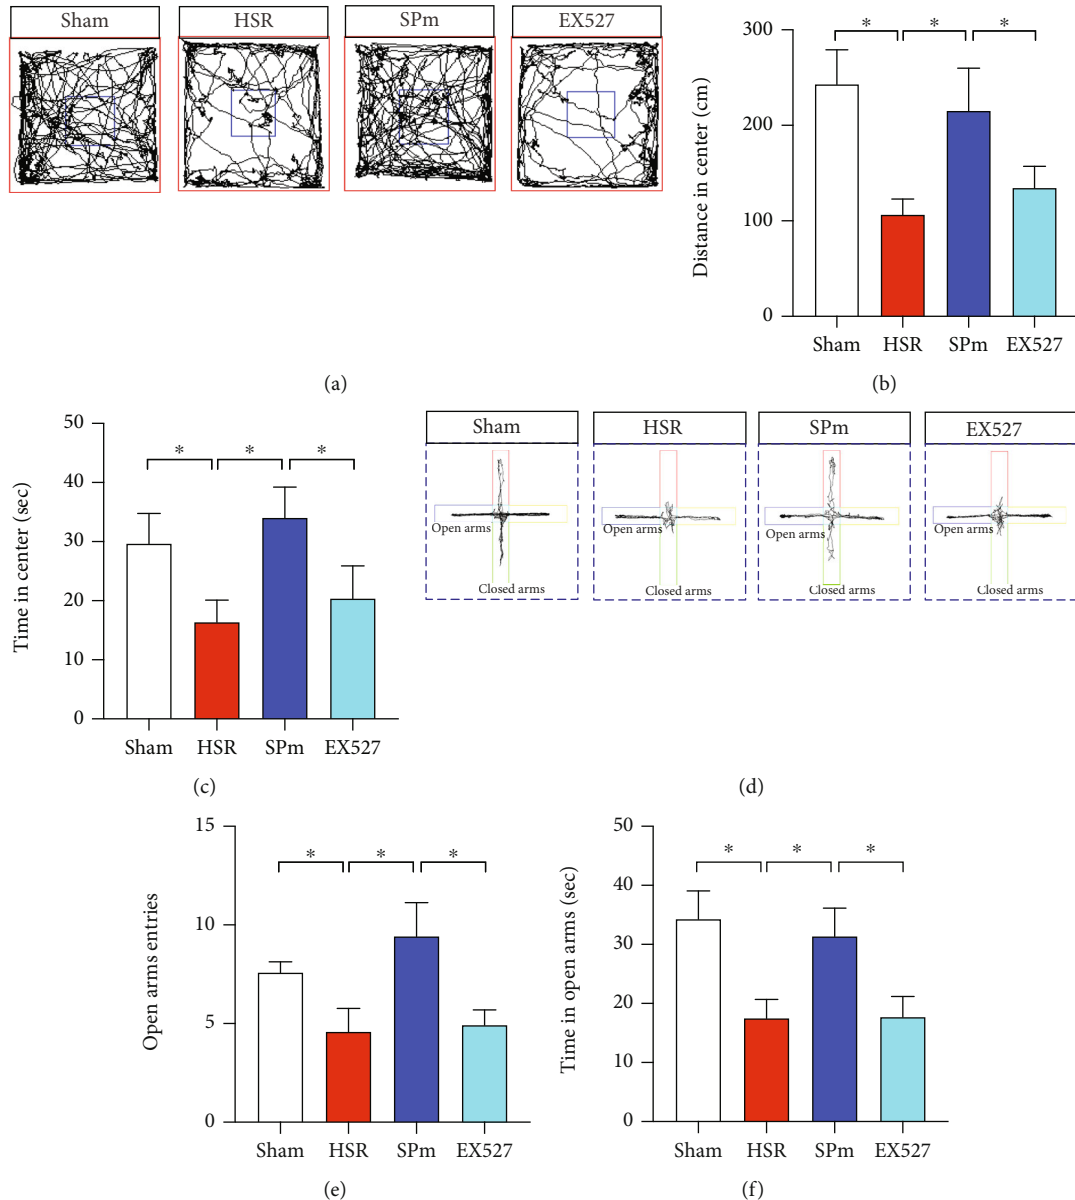 Sham HSR SPm EX527
(a)
Distance in center (cm)
300
200
100
0
* * *
Sham HSR SPm EX527
(b)
Time in center (sec)
50
40
30
20
10
0
* * *
Sham HSR SPm EX527
(c)
Sham HSR SPm EX527
Open arms Open arms Open arms Open arms
Closed arms Closed arms Closed arms Closed arms
(d)
Open arms entries
15
10
5
0
* * *
Sham HSR SPm EX527
(e)
Time in open arms (sec)
50
40
30
20
10
0
* * *
Sham HSR SPm EX527
(f)